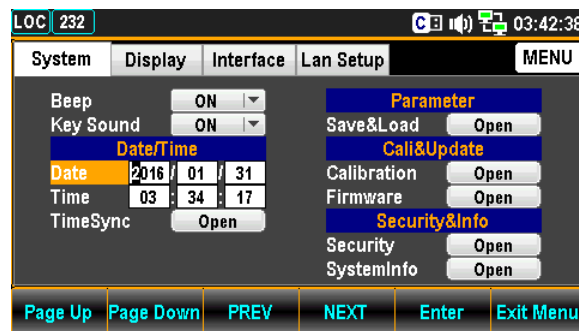 LOC 232 C 03:42:38
System Display Interface Lan Setup MENU
Beep ON
Key Sound ON
Date/Time
Date 2016 / 01 / 31
Time 03 : 34 : 17
TimeSync Open
Parameter
Save&Load Open
Cali&Update
Calibration Open
Firmware Open
Security&Info
Security Open
SystemInfo Open
Page Up Page Down PREV NEXT Enter Exit Menu